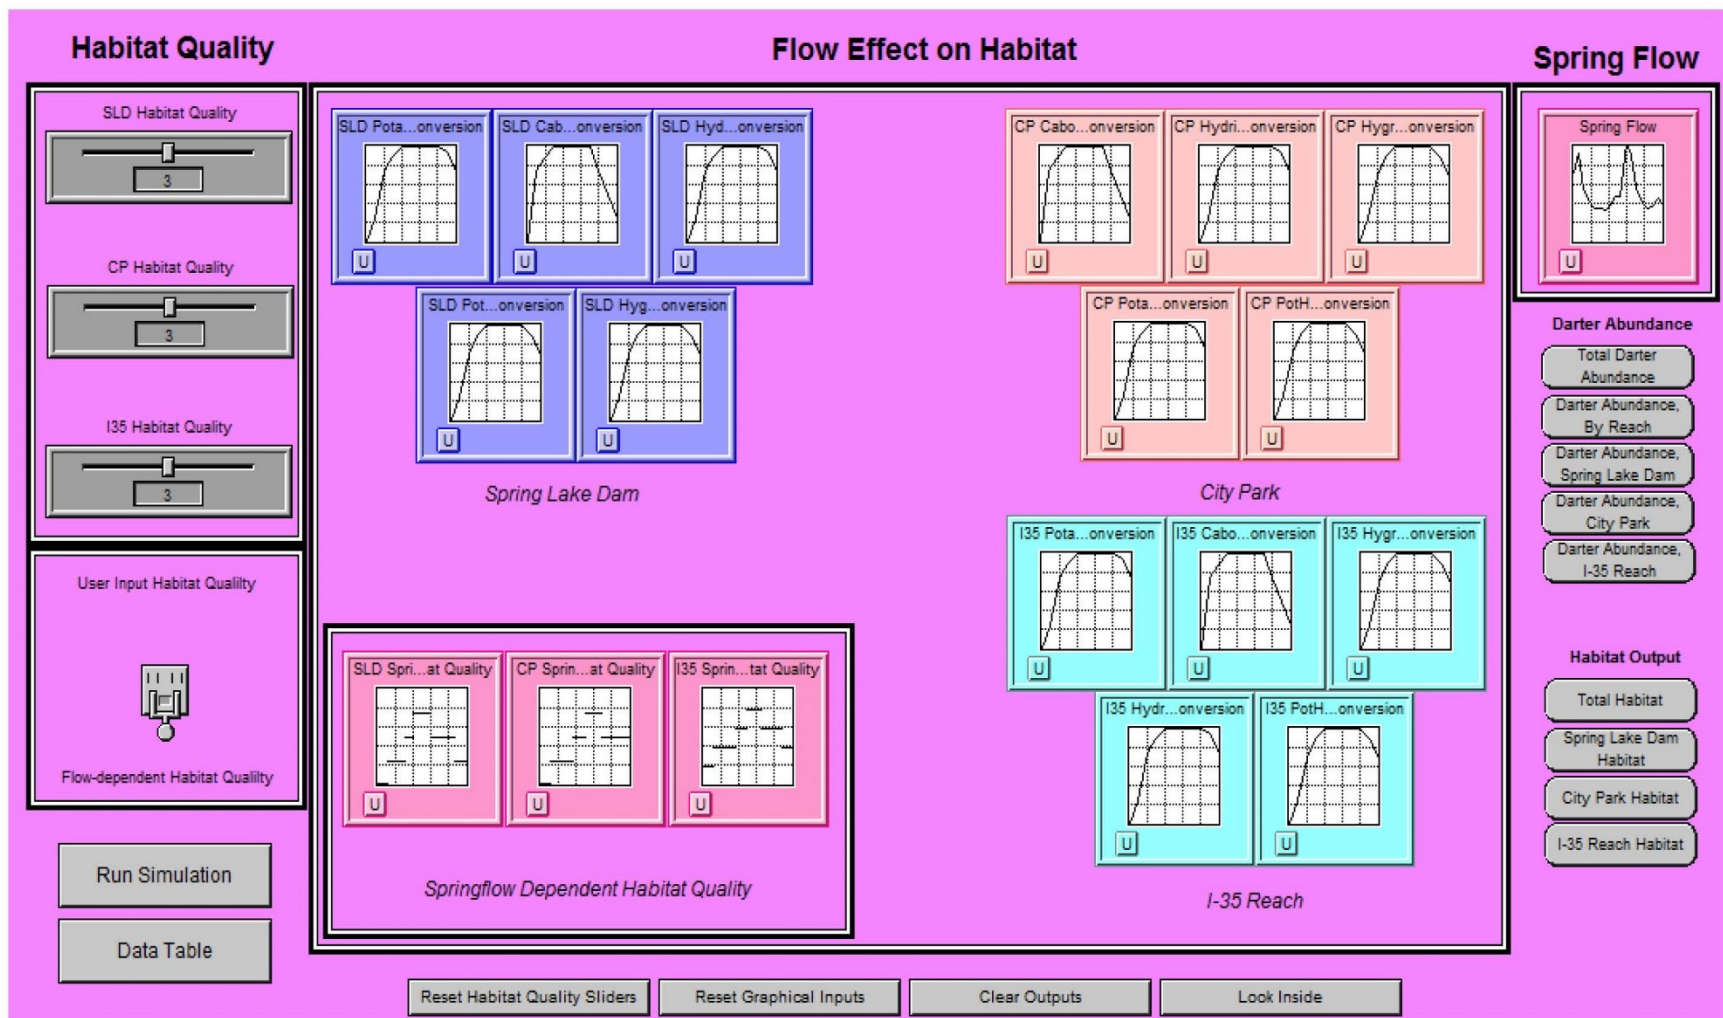 Habitat Quality
Flow Effect on Habitat
Spring Flow
SLD Habitat Quality
3
CP Habitat Quality
3
I35 Habitat Quality
3
User Input Habitat Qualilty
Flow-dependent Habitat Qualilty
Run Simulation
Data Table
SLD Pota...onversion
SLD Cab...onversion
SLD Hyd...onversion
U
U
U
SLD Pot...onversion
SLD Hyg...onversion
U
U
Spring Lake Dam
CP Cabo...onversion
CP Hydri...onversion
CP Hygr...onversion
U
U
U
CP Pota...onversion
CP PotH...onversion
U
U
City Park
I35 Pota...onversion
I35 Cabo...onversion
I35 Hygr...onversion
U
U
U
I35 Hydr...onversion
I35 PotH...onversion
U
U
I-35 Reach
SLD Spri...at Quality
CP Sprin...at Quality
I35 Sprin...tat Quality
U
U
U
Springflow Dependent Habitat Quality
Spring Flow
U
Darter Abundance
Total Darter
Abundance
Darter Abundance,
By Reach
Darter Abundance,
Spring Lake Dam
Darter Abundance,
City Park
Darter Abundance,
I-35 Reach
Habitat Output
Total Habitat
Spring Lake Dam
Habitat
City Park Habitat
I-35 Reach Habitat
Reset Habitat Quality Sliders
Reset Graphical Inputs
Clear Outputs
Look Inside